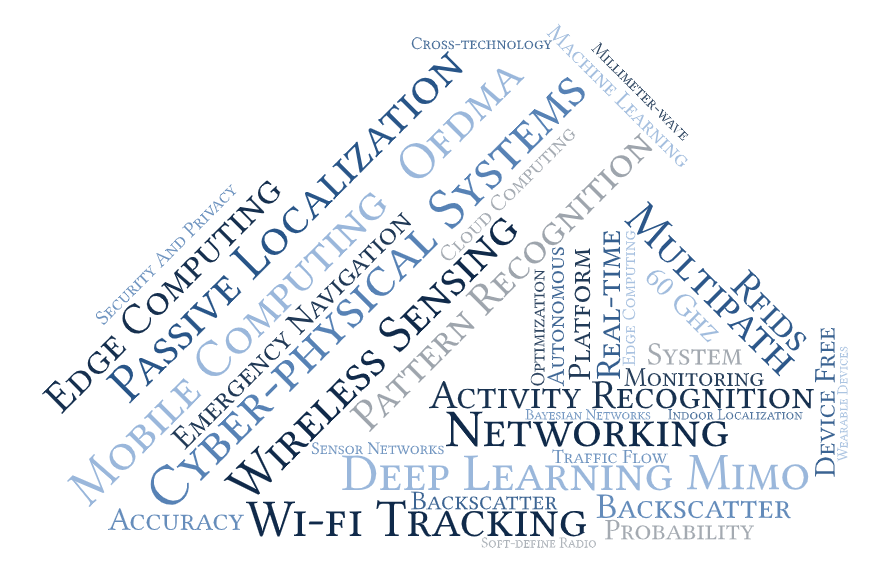 Cross-technology
Machine Learning
Millimeter-wave
Passive Localization
Ofdma
Cyber-physical Systems
Cloud Computing
Pattern Recognition
Security And Privacy
Edge Computing
Mobile Computing
Emergency Navigation
Wireless Sensing
Multipath
60 Ghz
Rfids
Optimization
Autonomous
Platform
Real-time
Edge Computing
System
Monitoring
Device Free
Wearable Devices
Activity Recognition
Bayesian Networks
Indoor Localization
Networking
Sensor Networks
Traffic Flow
Deep Learning Mimo
Backscatter
Backscatter
Accuracy
Wi-fi Tracking
Probability
Soft-define Radio